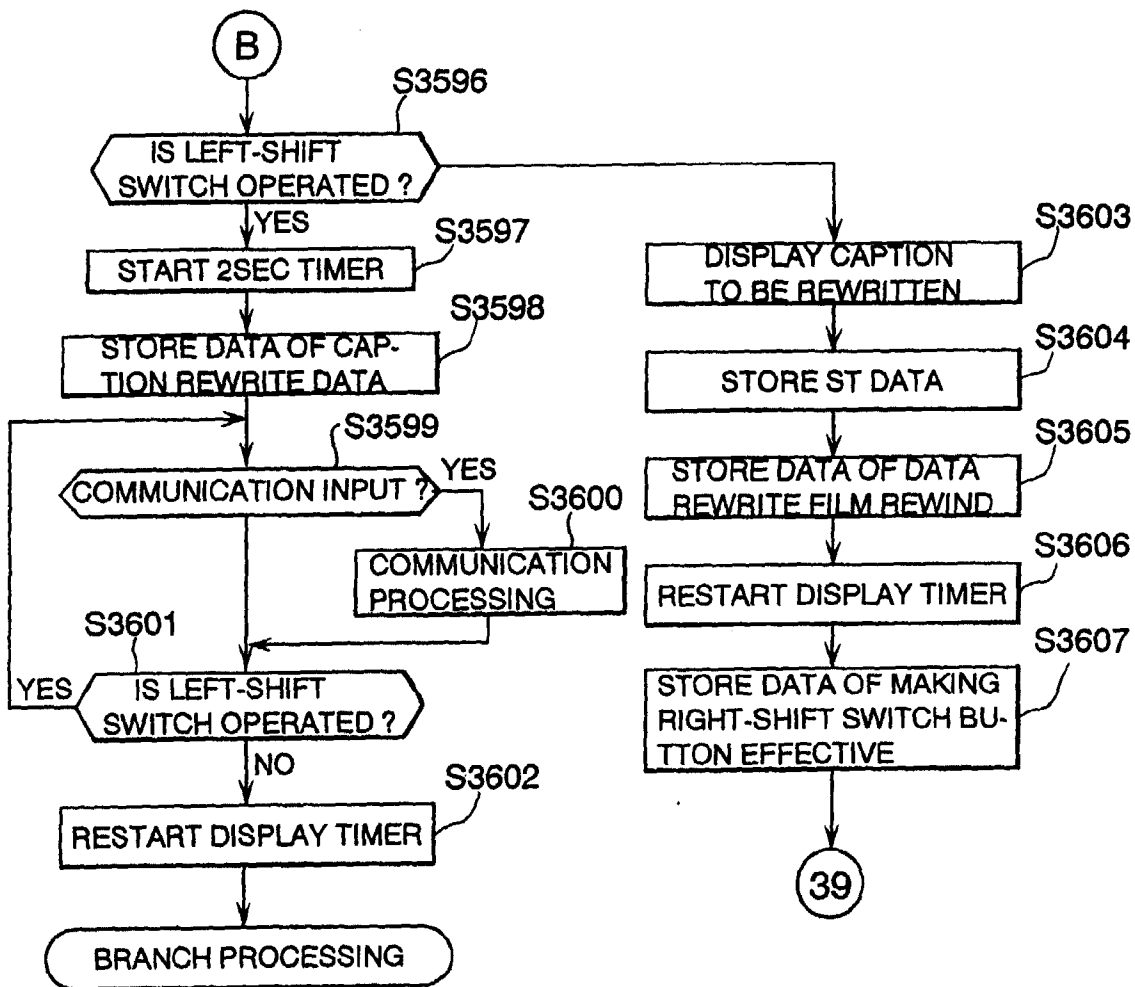 B
S3596
IS LEFT-SHIFT
SWITCH OPERATED ?
YES
S3597
START 2SEC TIMER
S3598
STORE DATA OF CAP-
TION REWRITE DATA
S3599
COMMUNICATION INPUT ?
YES
S3600
COMMUNICATION
PROCESSING
S3601
YES
IS LEFT-SHIFT
SWITCH OPERATED ?
NO
S3602
RESTART DISPLAY TIMER
BRANCH PROCESSING
S3603
DISPLAY CAPTION
TO BE REWRITTEN
S3604
STORE ST DATA
S3605
STORE DATA OF DATA
REWRITE FILM REWIND
S3606
RESTART DISPLAY TIMER
S3607
STORE DATA OF MAKING
RIGHT-SHIFT SWITCH BU-
TTON EFFECTIVE
39